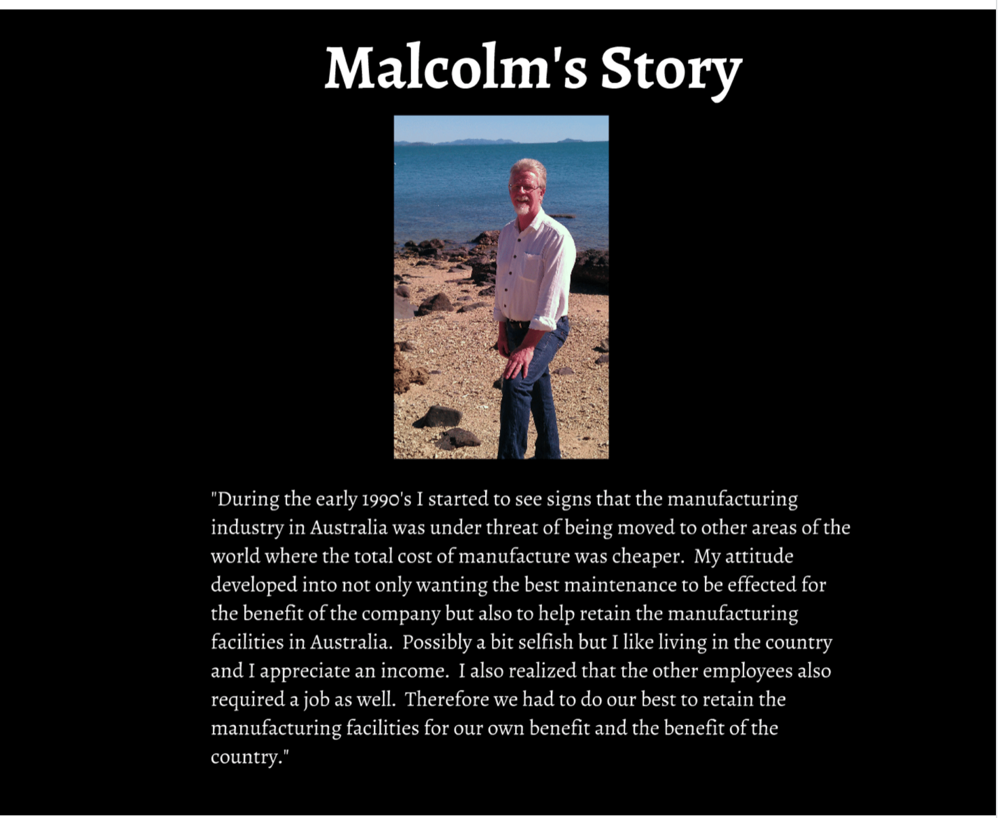 Malcolm's Story
"During the early 1990's I started to see signs that the manufacturing
industry in Australia was under threat of being moved to other areas of the
world where the total cost of manufacture was cheaper.  My attitude
developed into not only wanting the best maintenance to be effected for
the benefit of the company but also to help retain the manufacturing
facilities in Australia.  Possibly a bit selfish but I like living in the country
and I appreciate an income.  I also realized that the other employees also
required a job as well.  Therefore we had to do our best to retain the
manufacturing facilities for our own benefit and the benefit of the
country."